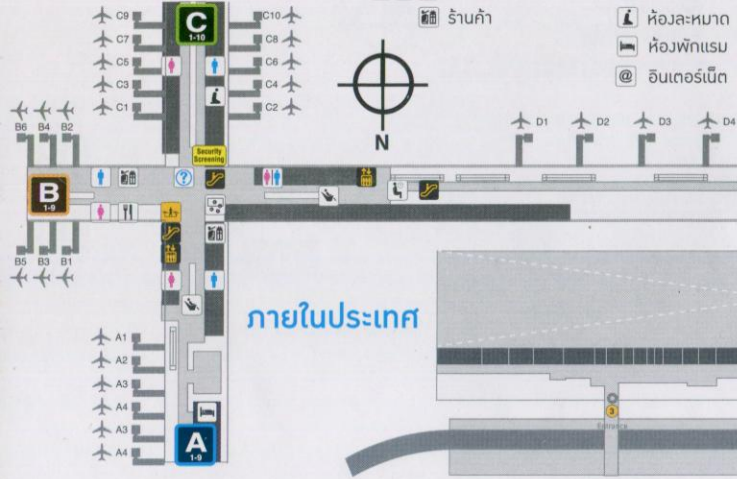 ร้านค้า
ห้องละหมาด
ห้องพักแรม
@ อินเตอร์เน็ต
N
C
1-10
C9
C7
C5
C3
C1
C10
C8
C6
C4
C2
Security
Screening
?
B6 B4 B2
B
1-9
B5 B3 B1
D1 D2 D3 D4
ภายในประเทศ
A1
A2
A3
A4
A3
A4
A
1-9
3
Entrance